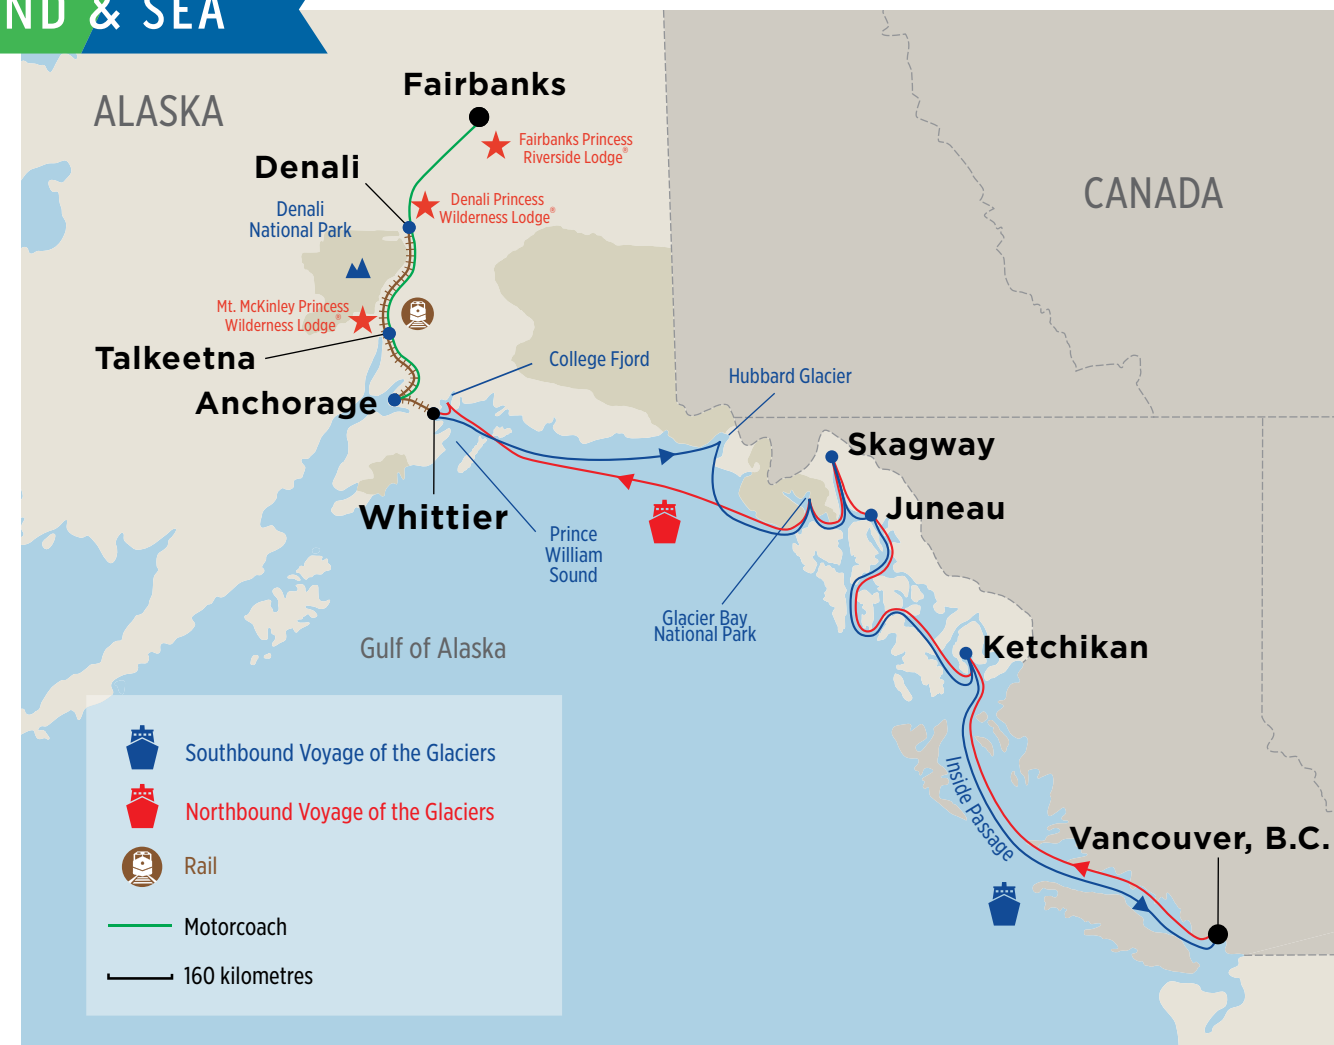 ND & SEA
Fairbanks
ALASKA
Fairbanks Princess
Riverside Lodge®
Denali
CANADA
Denali Princess
Wilderness Lodge®
Denali
National Park
Mt. McKinley Princess
Wilderness Lodge®
Talkeetna
College Fjord
Hubbard Glacier
Anchorage
Skagway
Whittier
Juneau
Prince
William
Sound
Glacier Bay
National Park
Gulf of Alaska
Ketchikan
Southbound Voyage of the Glaciers
Inside Passage
Northbound Voyage of the Glaciers
Vancouver, B.C.
Rail
Motorcoach
160 kilometres